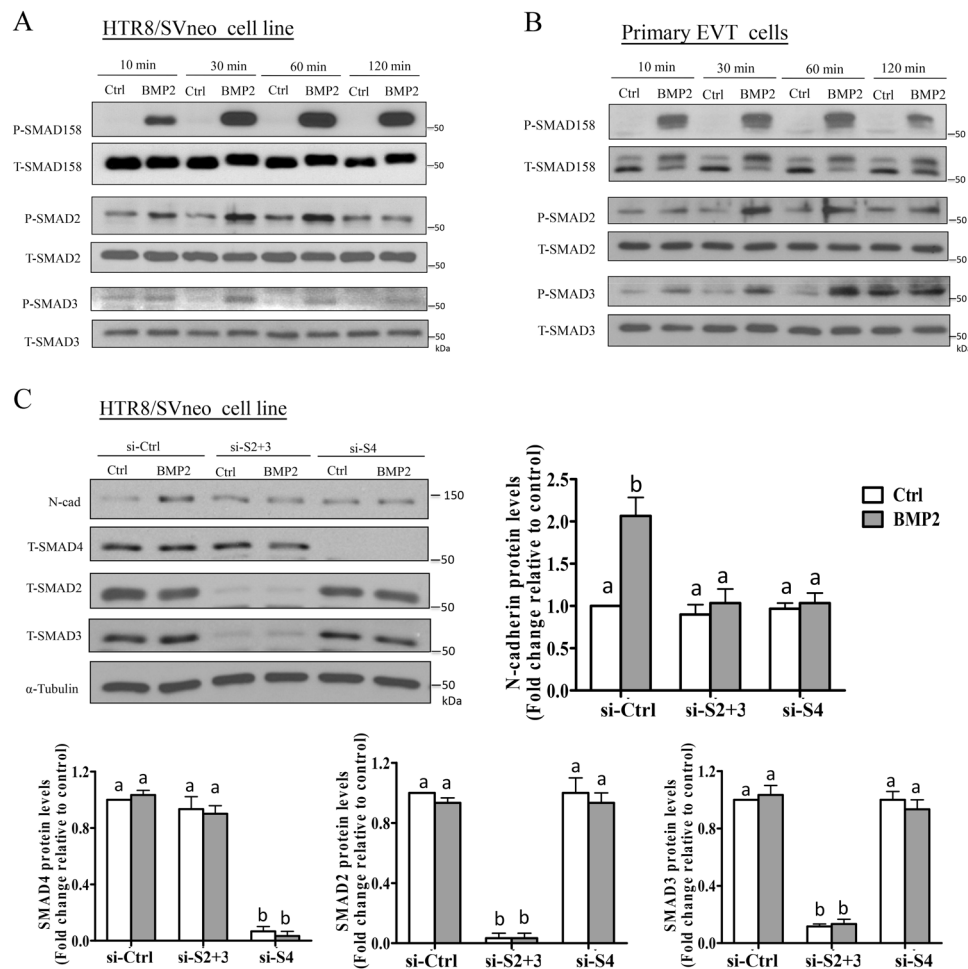 A
HTR8/SVneo cell line
10 min 30 min 60 min 120 min
Ctrl BMP2 Ctrl BMP2 Ctrl BMP2 Ctrl BMP2
P-SMAD158
50
T-SMAD158
50
P-SMAD2
50
T-SMAD2
50
P-SMAD3
50
T-SMAD3
50
kDa
B
Primary EVT cells
10 min 30 min 60 min 120 min
Ctrl BMP2 Ctrl BMP2 Ctrl BMP2 Ctrl BMP2
P-SMAD158
50
T-SMAD158
50
P-SMAD2
50
T-SMAD2
50
P-SMAD3
50
T-SMAD3
50
kDa
C
HTR8/SVneo cell line
si-Ctrl si-S2+3 si-S4
Ctrl BMP2 Ctrl BMP2 Ctrl BMP2
N-cad
150
T-SMAD4
50
T-SMAD2
50
T-SMAD3
50
α-Tubulin
50
kDa
N-cadherin protein levels
(Fold change relative to control)
2.5
2.0
1.5
1.0
0.5
0.0
a b a a a a
si-Ctrl si-S2+3 si-S4
Ctrl
BMP2
SMAD4 protein levels
(Fold change relative to control)
1.2
0.8
0.4
0.0
a a a a b b
si-Ctrl si-S2+3 si-S4
SMAD2 protein levels
(Fold change relative to control)
1.2
0.8
0.4
0.0
a a b b a a
si-Ctrl si-S2+3 si-S4
SMAD3 protein levels
(Fold change relative to control)
1.2
0.8
0.4
0.0
a a b b a a
si-Ctrl si-S2+3 si-S4